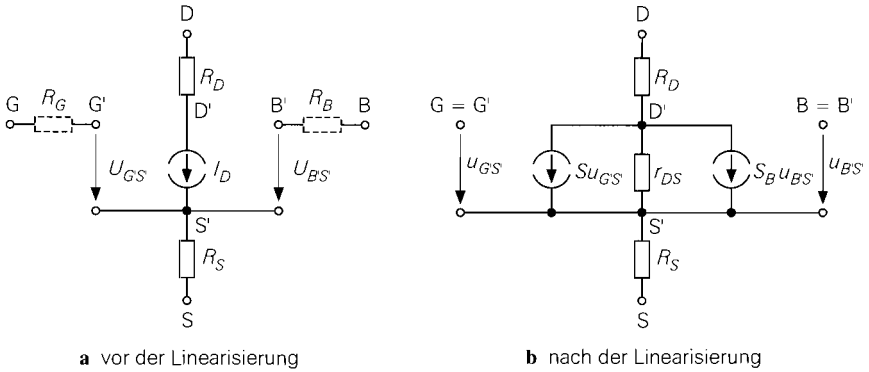 D
R_D
G
R_G
G'
D'
B'
R_B
B
U_G'S'
I_D
U_B'S'
S'
R_S
S
a vor der Linearisierung
D
R_D
G = G'
D'
B = B'
u_G'S'
Su_G'S'
r_DS
S_B u_B'S'
u_B'S'
S'
R_S
S
b nach der Linearisierung